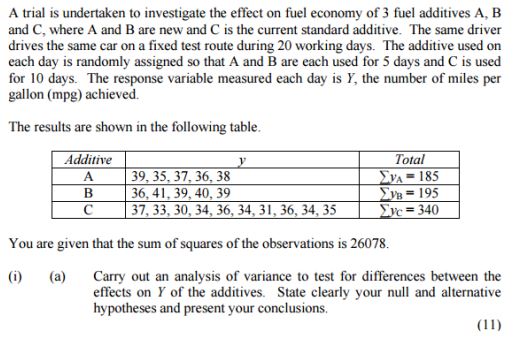 A trial is undertaken to investigate the effect on fuel economy of 3 fuel additives A, B
and C, where A and B are new and C is the current standard additive. The same driver
drives the same car on a fixed test route during 20 working days. The additive used on
each day is randomly assigned so that A and B are each used for 5 days and C is used
for 10 days. The response variable measured each day is Y, the number of miles per
gallon (mpg) achieved.
The results are shown in the following table.
Additive y Total
A 39, 35, 37, 36, 38 ∑yA = 185
B 36, 41, 39, 40, 39 ∑yB = 195
C 37, 33, 30, 34, 36, 34, 31, 36, 34, 35 ∑yC = 340
You are given that the sum of squares of the observations is 26078.
(i) (a) Carry out an analysis of variance to test for differences between the
effects on Y of the additives. State clearly your null and alternative
hypotheses and present your conclusions.
(11)